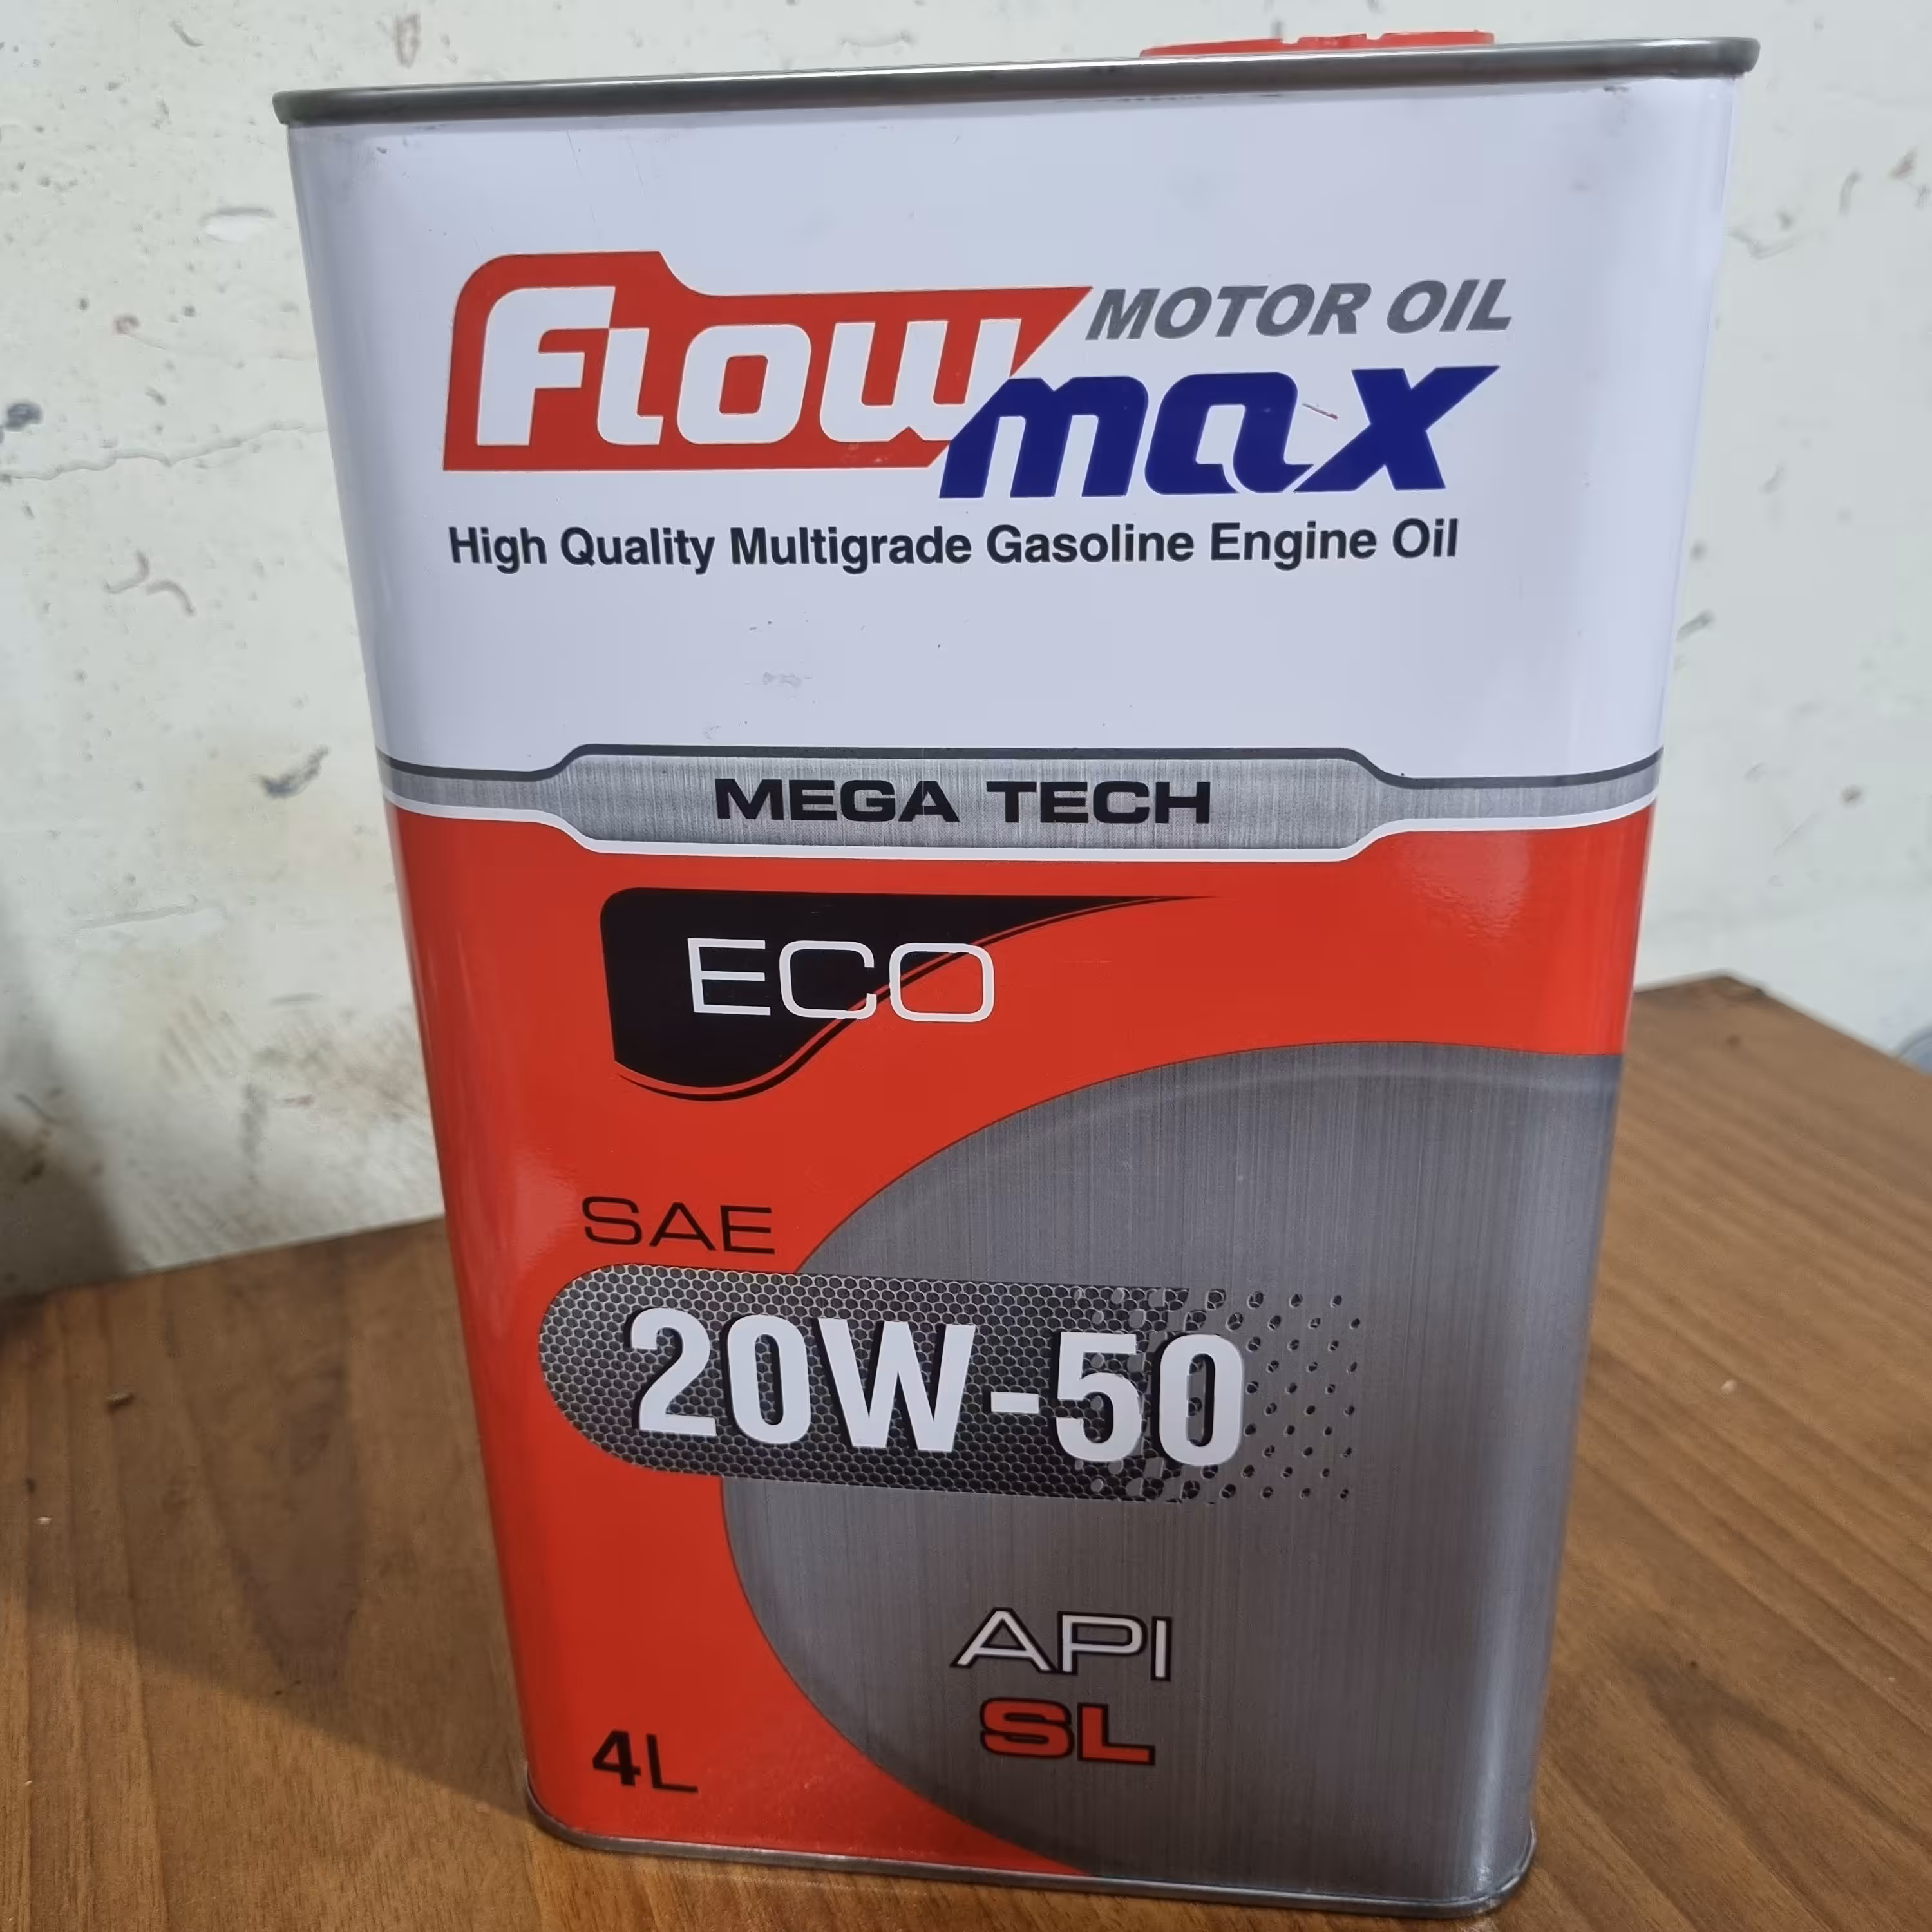 Flow MOTOR OIL
max
High Quality Multigrade Gasoline Engine Oil
MEGA TECH
ECO
SAE
20W-50
API
SL
4L